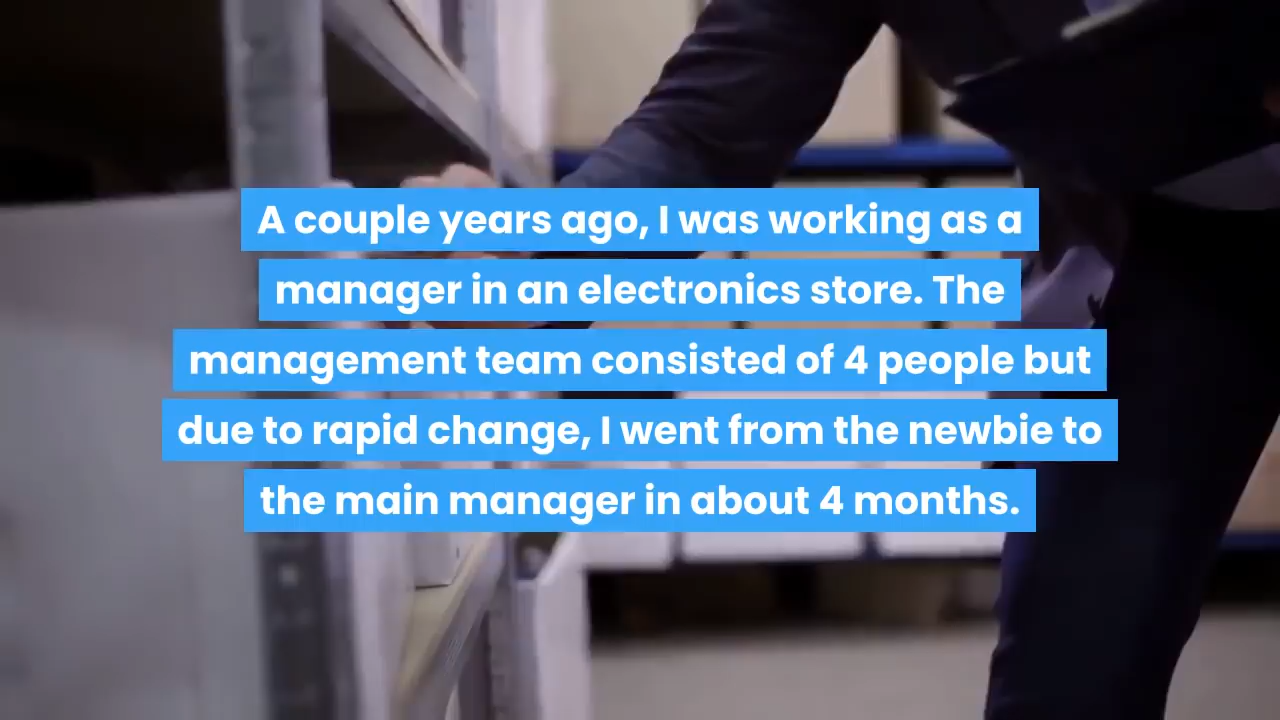 A couple years ago, I was working as a
manager in an electronics store. The
management team consisted of 4 people but
due to rapid change, I went from the newbie to
the main manager in about 4 months.